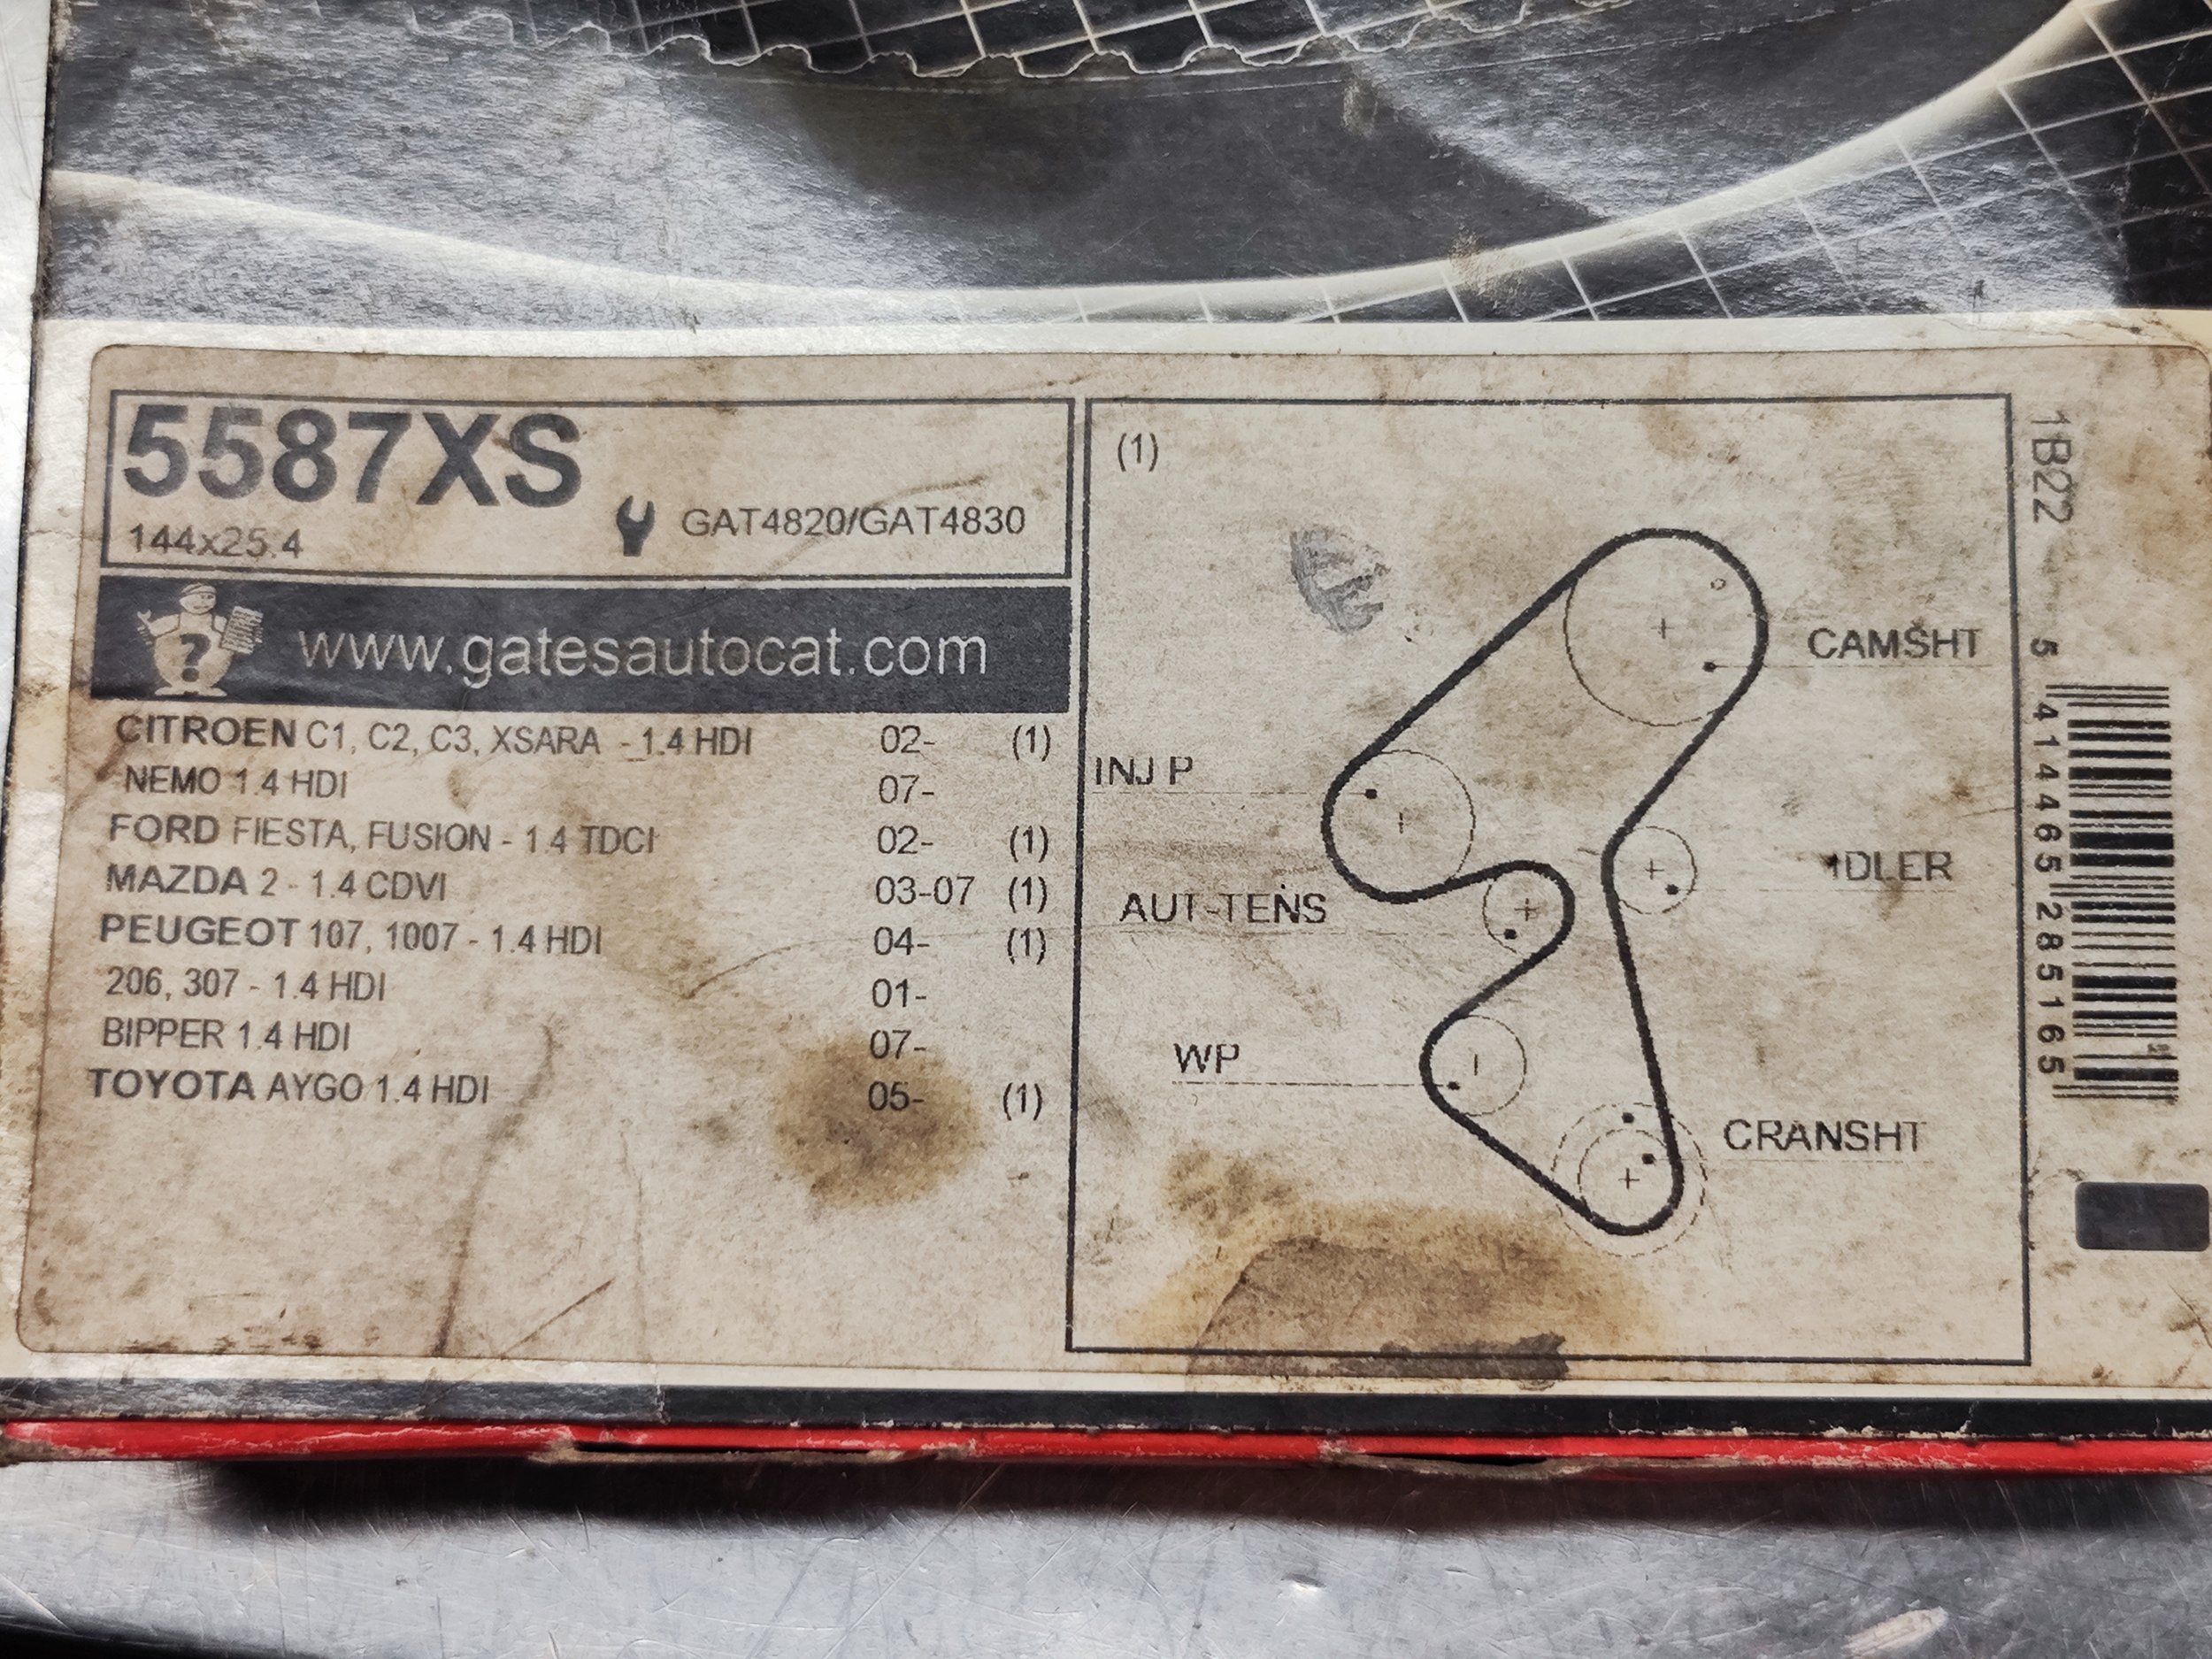 5587XS
144x25.4
GAT4820/GAT4830
?
www.gatesautocat.com
CITROEN C1, C2, C3, XSARA - 1.4 HDI 02- (1)
NEMO 1.4 HDI 07-
FORD FIESTA, FUSION - 1.4 TDCI 02- (1)
MAZDA 2 - 1.4 CDVI 03-07 (1)
PEUGEOT 107, 1007 - 1.4 HDI 04- (1)
206, 307 - 1.4 HDI 01-
BIPPER 1.4 HDI 07-
TOYOTA AYGO 1.4 HDI 05- (1)
(1)
CAMSHT
INJ P
IDLER
AUT-TENS
WP
CRANSHT
1B22
5 414465 285165